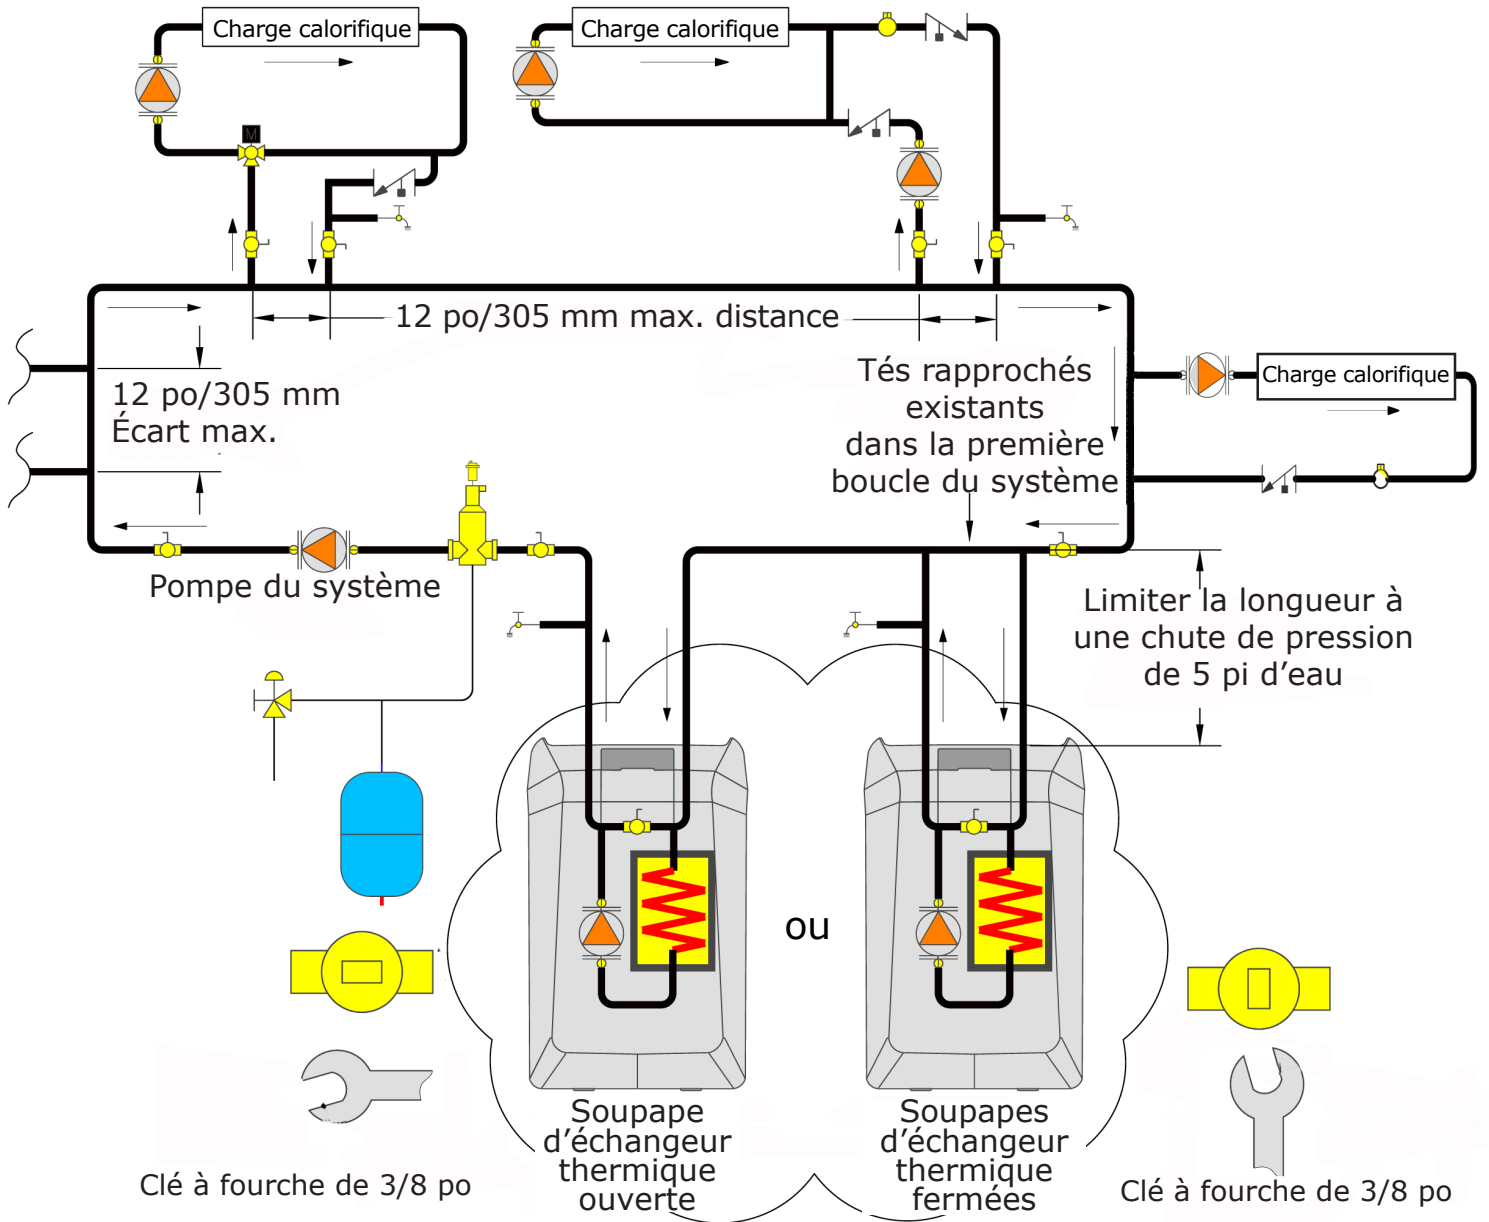 Charge calorifique
Charge calorifique
M
12 po/305 mm max. distance
12 po/305 mm
Écart max.
Tés rapprochés
existants
dans la première
boucle du système
Charge calorifique
Pompe du système
Limiter la longueur à
une chute de pression
de 5 pi d’eau
ou
Soupape
d’échangeur
thermique
ouverte
Soupapes
d’échangeur
thermique
fermées
Clé à fourche de 3/8 po
Clé à fourche de 3/8 po